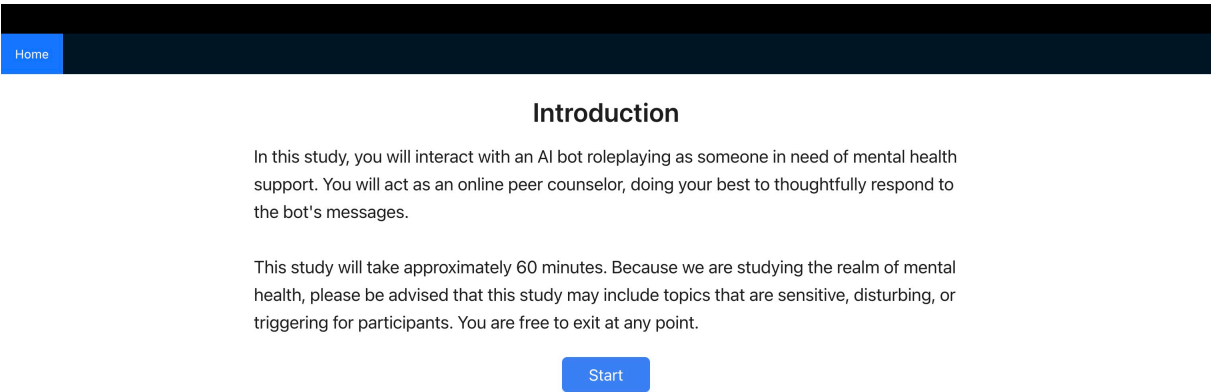 Home
Introduction
In this study, you will interact with an AI bot roleplaying as someone in need of mental health
support. You will act as an online peer counselor, doing your best to thoughtfully respond to
the bot's messages.
This study will take approximately 60 minutes. Because we are studying the realm of mental
health, please be advised that this study may include topics that are sensitive, disturbing, or
triggering for participants. You are free to exit at any point.
Start